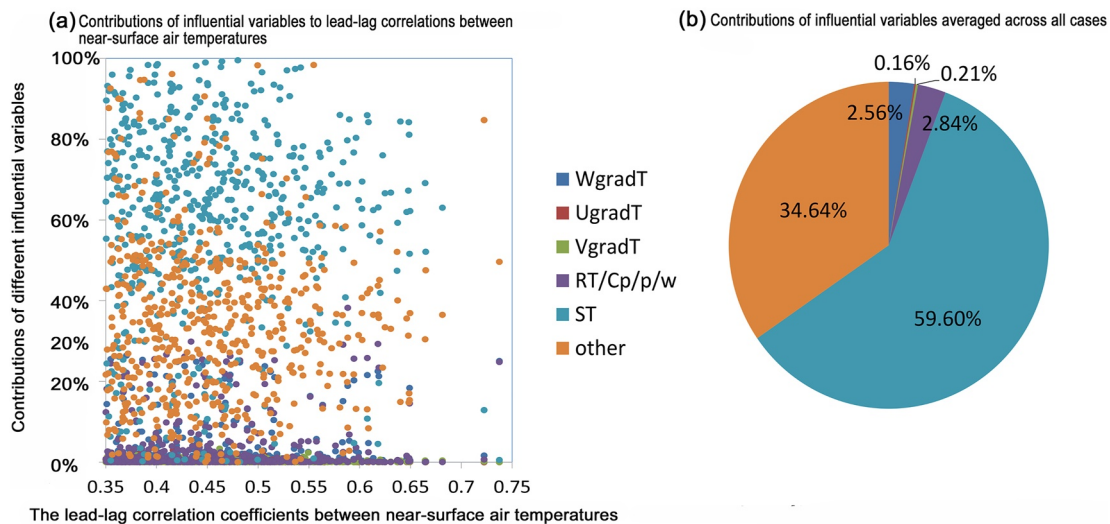 (a) Contributions of influential variables to lead-lag correlations between
near-surface air temperatures
Contributions of different influential variables
100%
80%
60%
40%
20%
20%
0%
0.35 0.4 0.45 0.5 0.55 0.6 0.65 0.7 0.75
The lead-lag correlation coefficients between near-surface air temperatures
WgradT
UgradT
VgradT
RT/Cp/p/w
ST
other
(b) Contributions of influential variables averaged across all cases
0.16%
0.21%
2.56%
2.84%
34.64%
59.60%